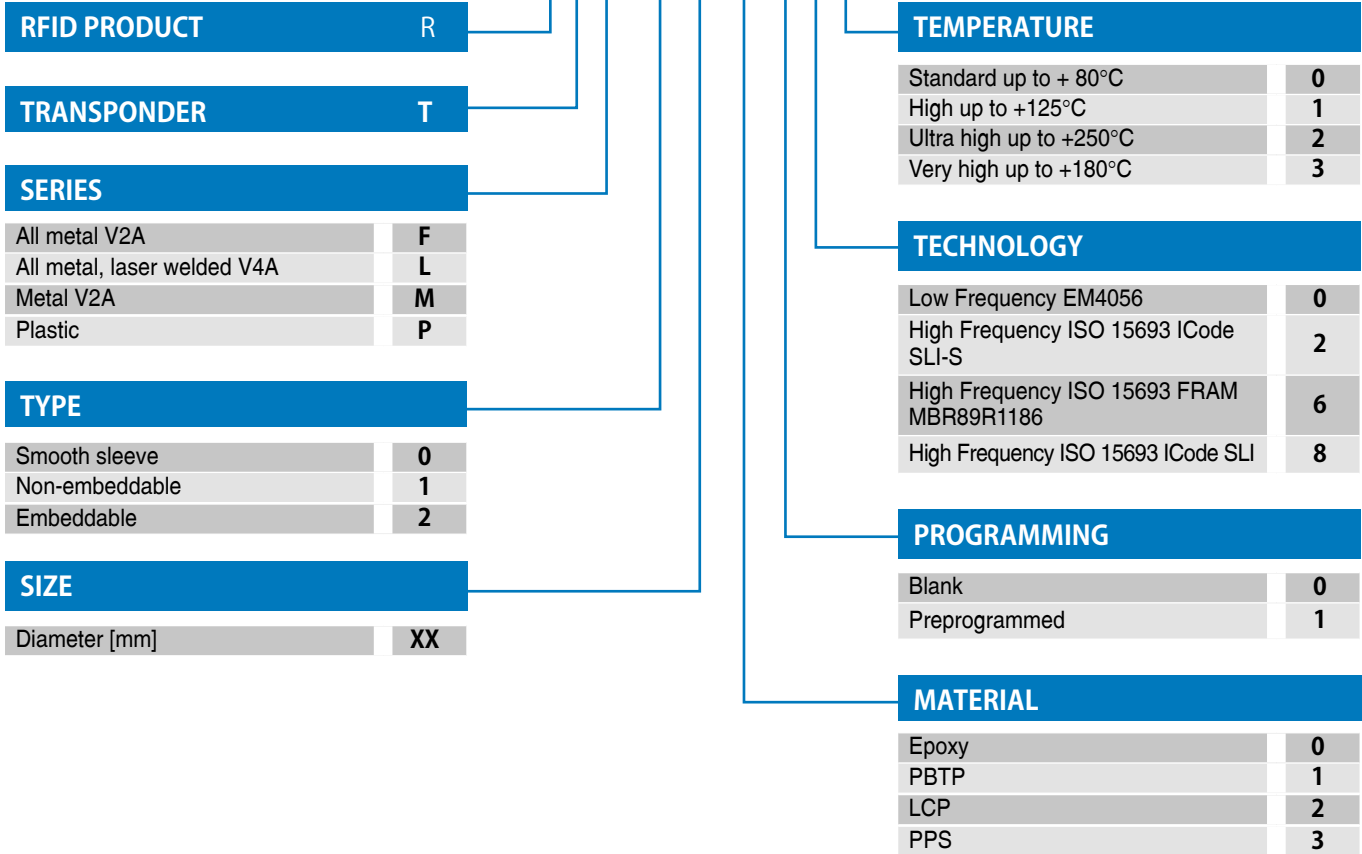 RFID PRODUCT R
TRANSPONDER T
SERIES
All metal V2A F
All metal, laser welded V4A L
Metal V2A M
Plastic P
TYPE
Smooth sleeve 0
Non-embeddable 1
Embeddable 2
SIZE
Diameter [mm] XX
TEMPERATURE
Standard up to + 80°C 0
High up to +125°C 1
Ultra high up to +250°C 2
Very high up to +180°C 3
TECHNOLOGY
Low Frequency EM4056 0
High Frequency ISO 15693 ICode
SLI-S 2
High Frequency ISO 15693 FRAM
MBR89R1186 6
High Frequency ISO 15693 ICode SLI 8
PROGRAMMING
Blank 0
Preprogrammed 1
MATERIAL
Epoxy 0
PBTP 1
LCP 2
PPS 3